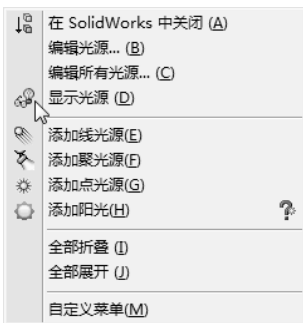 在 SolidWorks 中关闭 (A)
编辑光源... (B)
编辑所有光源... (C)
显示光源 (D)
添加线光源(E)
添加聚光源(F)
添加点光源(G)
添加阳光(H)
全部折叠 (I)
全部展开 (J)
自定义菜单(M)